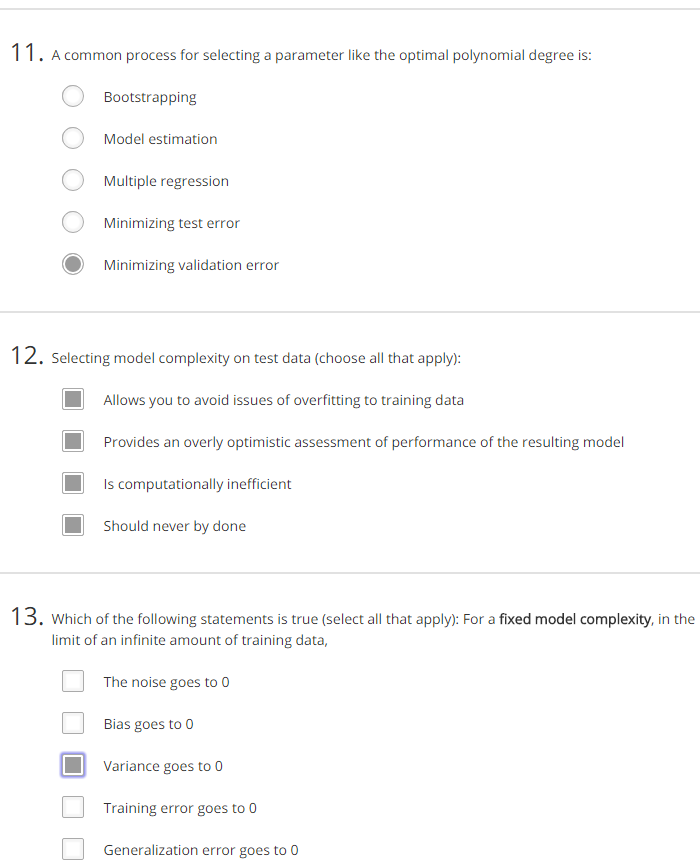 11. A common process for selecting a parameter like the optimal polynomial degree is:
Bootstrapping
Model estimation
Multiple regression
Minimizing test error
Minimizing validation error
12. Selecting model complexity on test data (choose all that apply):
Allows you to avoid issues of overfitting to training data
Provides an overly optimistic assessment of performance of the resulting model
Is computationally inefficient
Should never by done
13. Which of the following statements is true (select all that apply): For a fixed model complexity, in the
limit of an infinite amount of training data,
The noise goes to 0
Bias goes to 0
Variance goes to 0
Training error goes to 0
Generalization error goes to 0